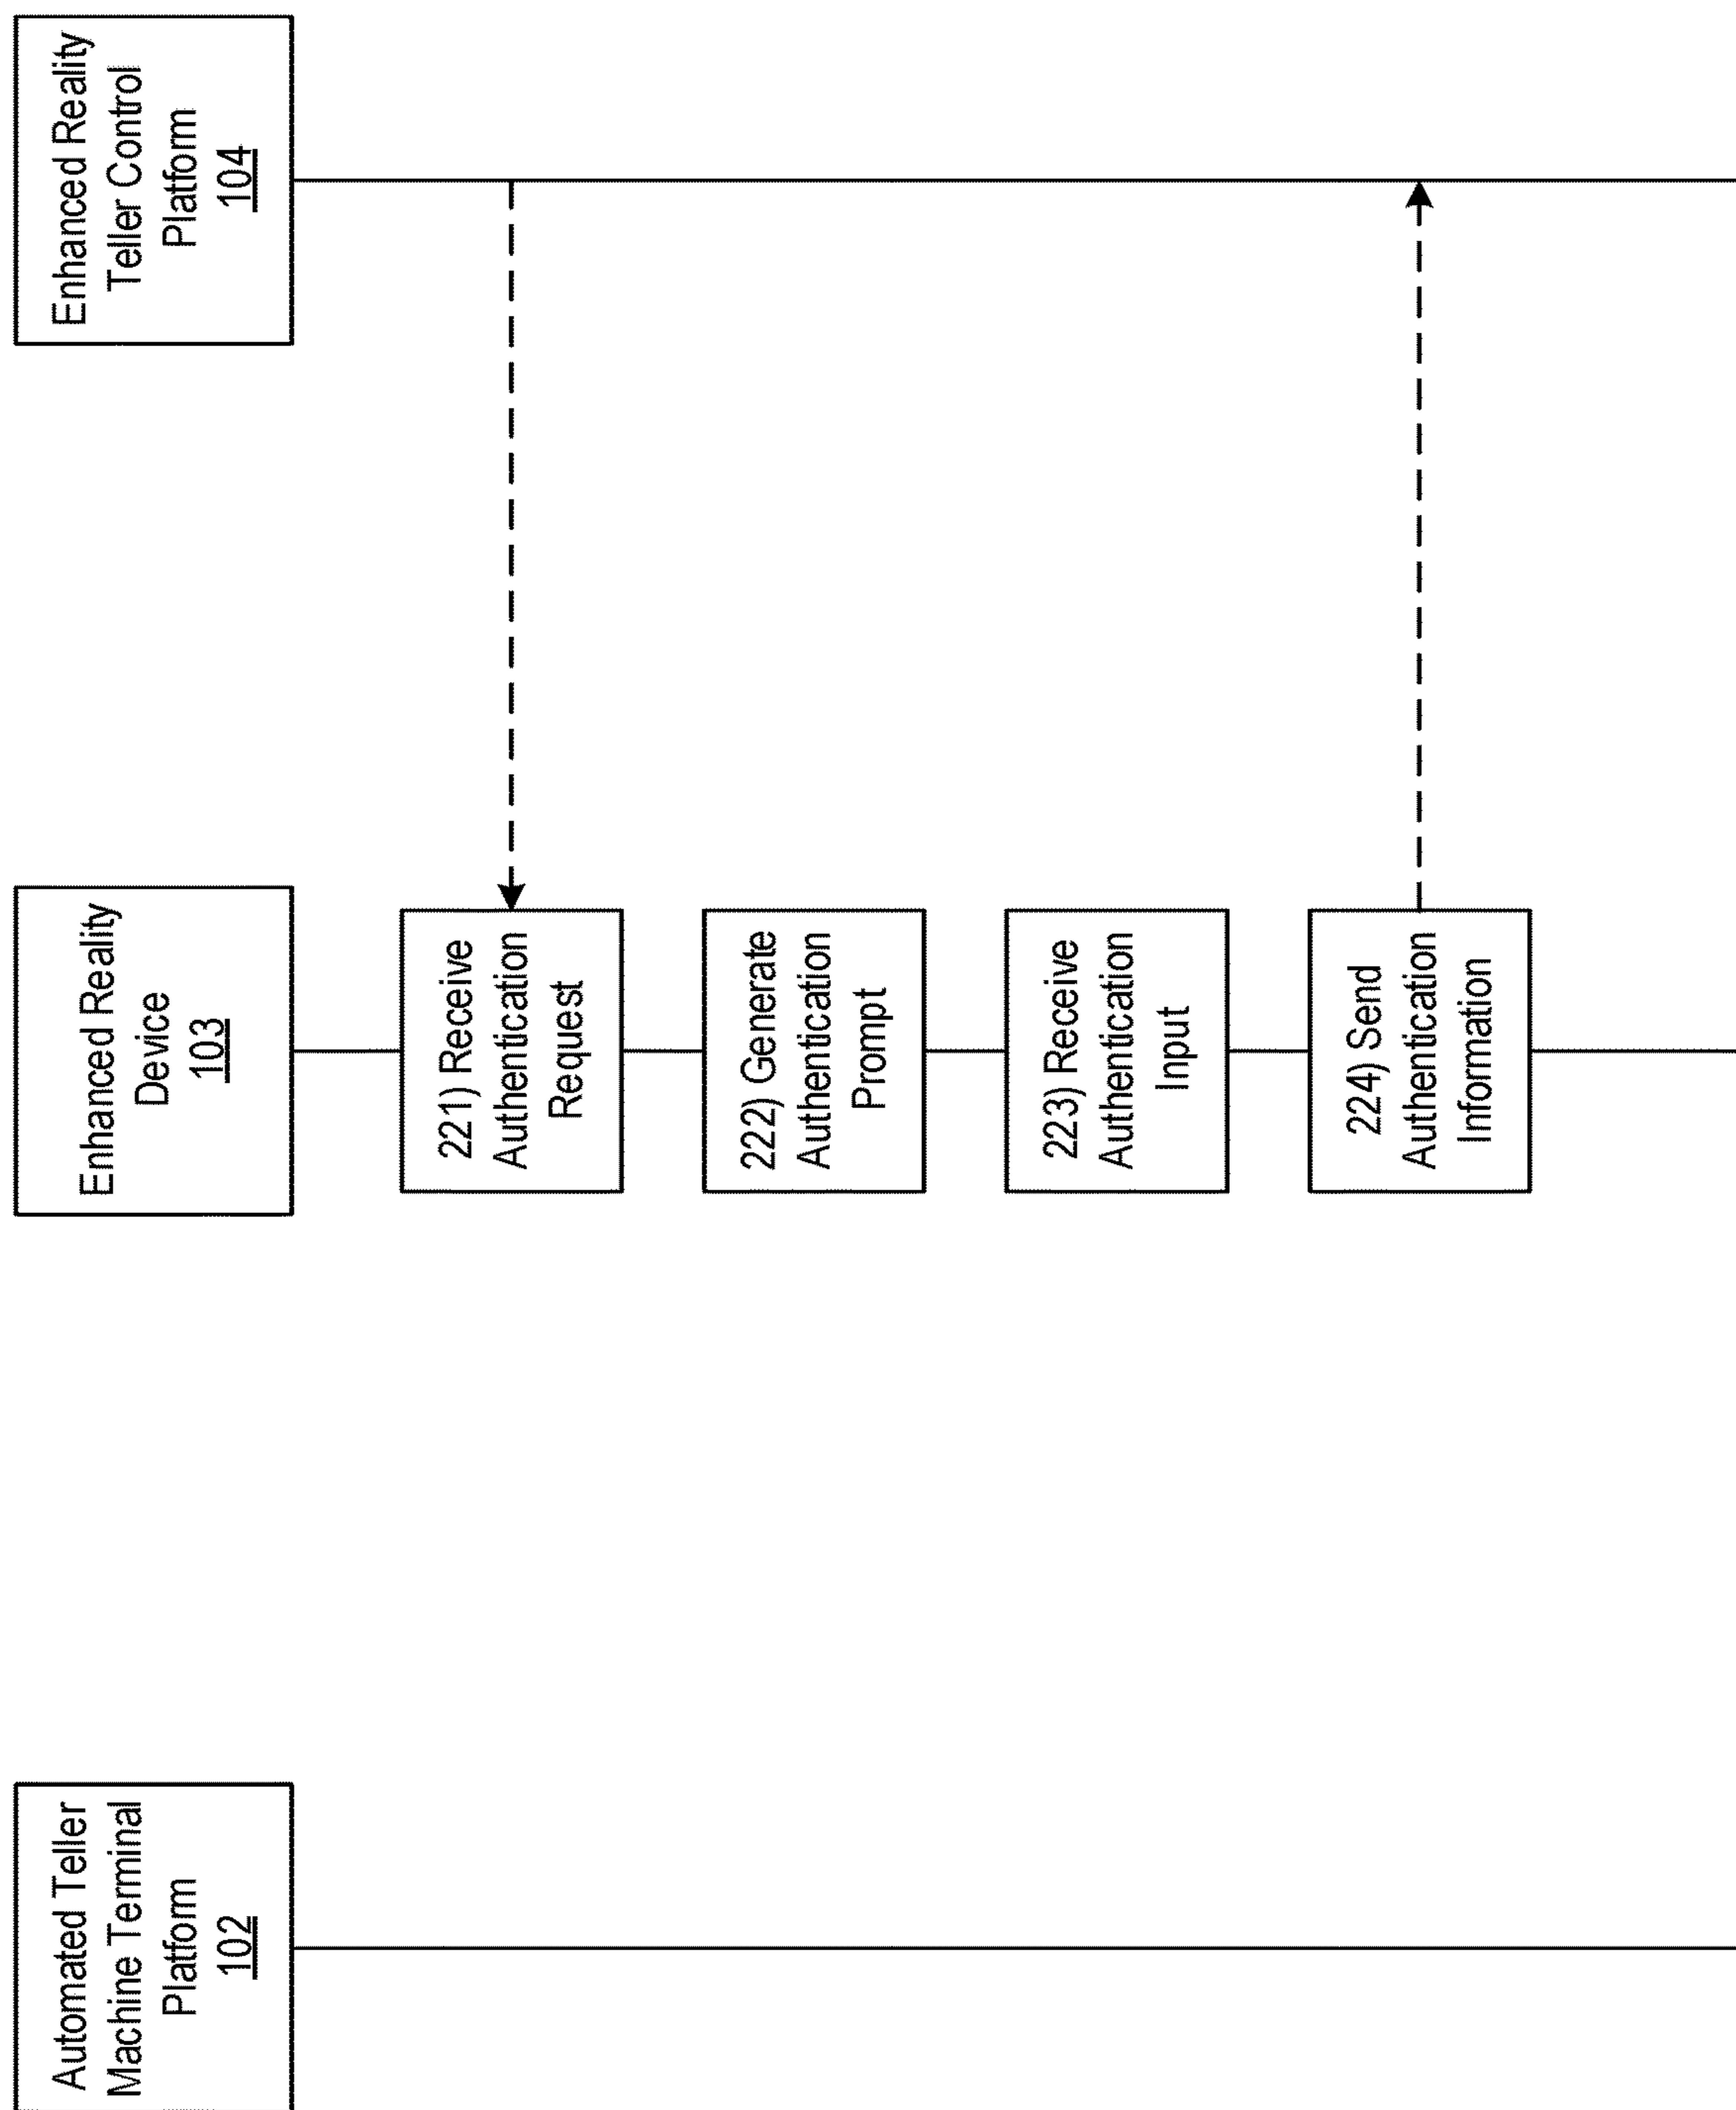 Automated Teller
Machine Terminal
Platform
102
Enhanced Reality
Device
103
Enhanced Reality
Teller Control
Platform
104
221) Receive
Authentication
Request
222) Generate
Authentication
Prompt
223) Receive
Authentication
Input
224) Send
Authentication
Information